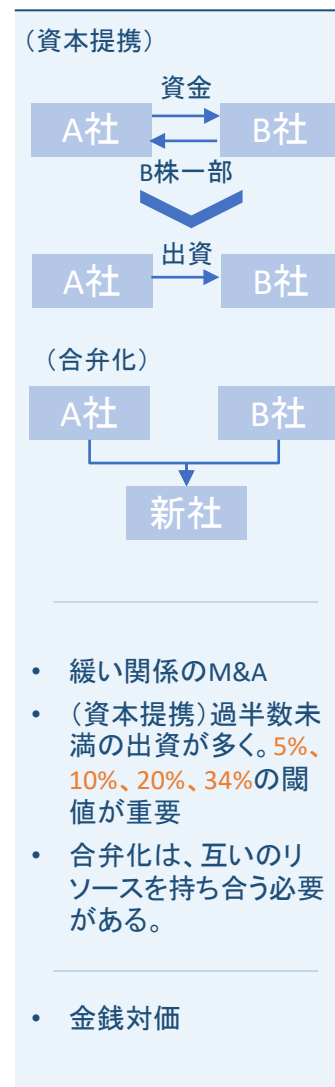 （資本提携）
資金
A社 B社
B株一部
出資
A社 B社
（合弁化）
A社 B社
新社
• 緩い関係のM&A
• （資本提携）過半数未
満の出資が多く。5%、
10%、20%、34%の閾
値が重要
• 合弁化は、互いのリ
ソースを持ち合う必要
がある。
• 金銭対価